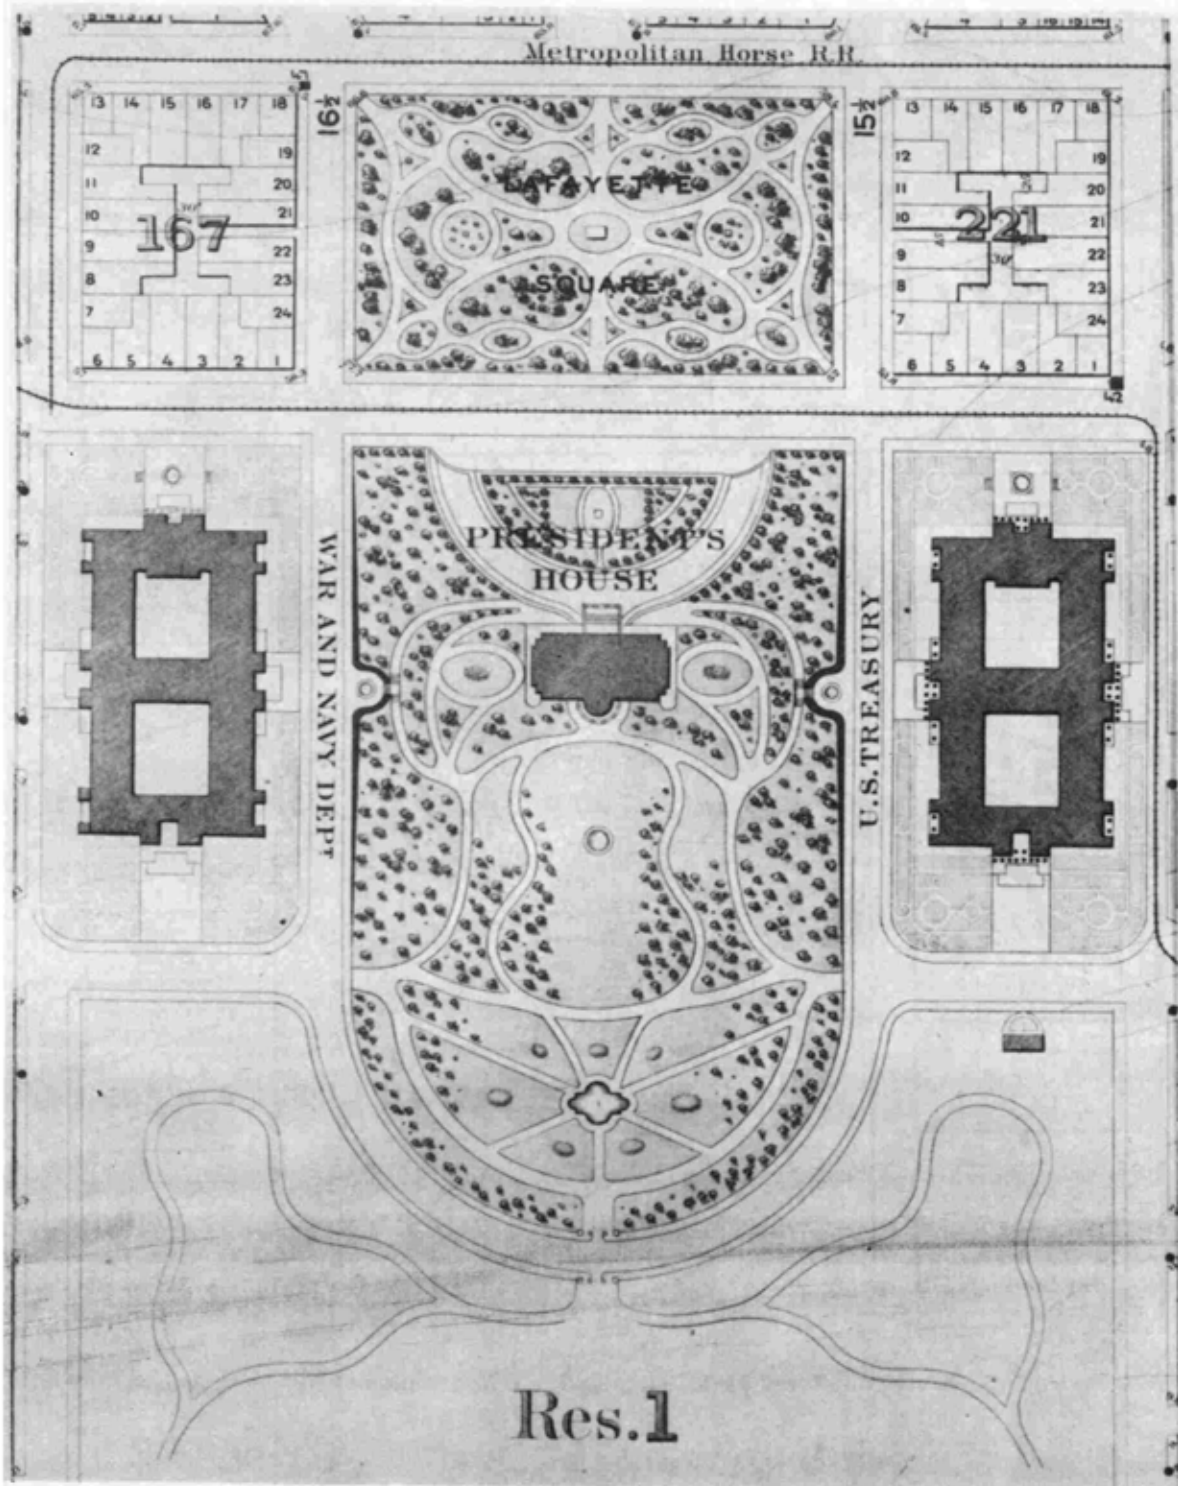 Metropolitan Horse R.R.
13 14 15 16 17 18
12 19
11 20
10 21
9 22
8 23
7 24
6 5 4 3 2 1
30'
167
16½
LAFAYETTE
SQUARE
15½
13 14 15 16 17 18
12 19
11 20
10 21
9 22
8 23
7 24
6 5 4 3 2 1
30'
221
PRESIDENT'S
HOUSE
WAR AND NAVY DEPT
U.S. TREASURY
Res. 1